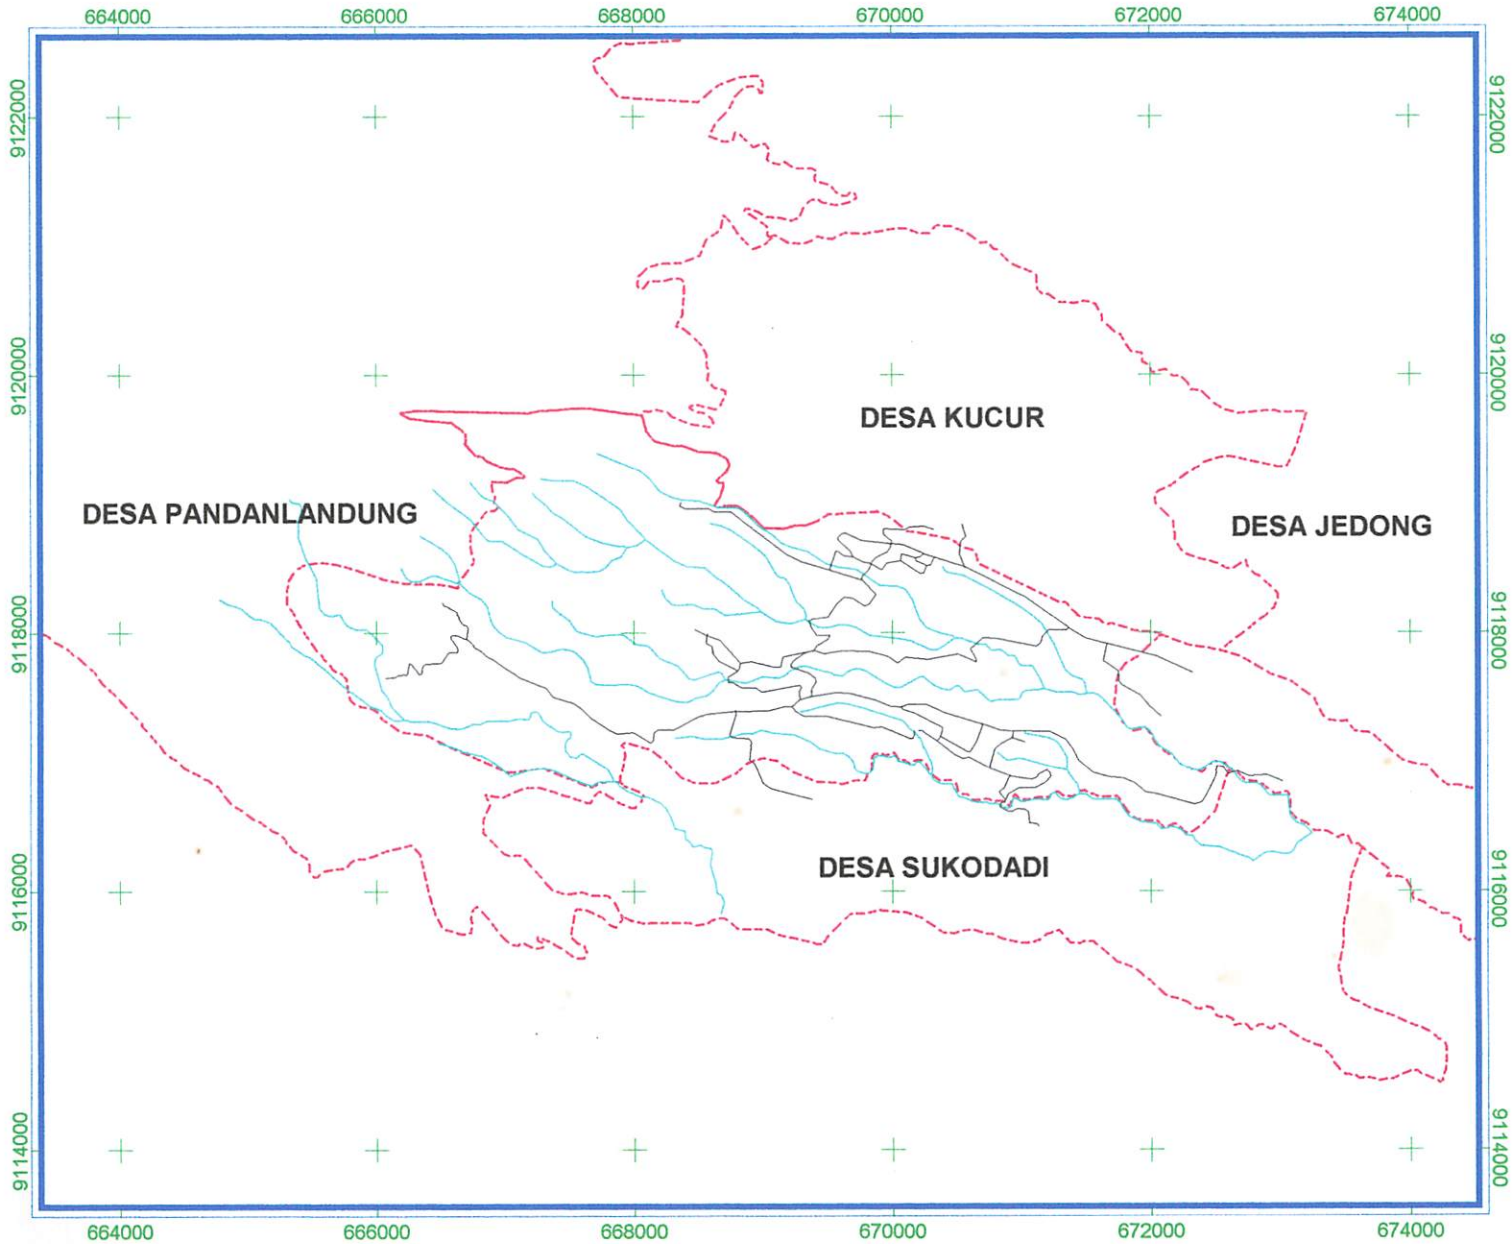 664000 666000 668000 670000 672000 674000
9122000 9122000
9120000 9120000
DESA KUCUR
DESA PANDANLANDUNG
DESA JEDONG
9118000 9118000
DESA SUKODADI
9116000 9116000
9114000 9114000
664000 666000 668000 670000 672000 674000